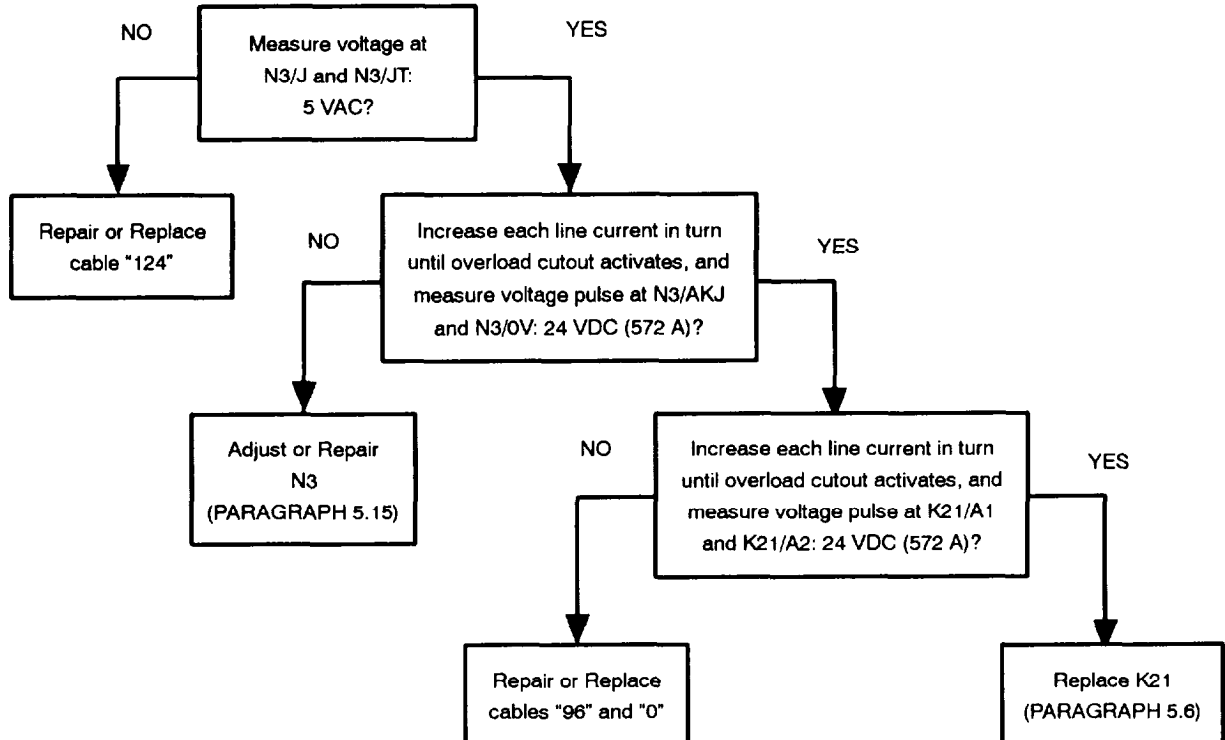 NO
Measure voltage at
N3/J and N3/JT:
5 VAC?
YES
Repair or Replace
cable "124"
NO
Increase each line current in turn
until overload cutout activates, and
measure voltage pulse at N3/AKJ
and N3/0V: 24 VDC (572 A)?
YES
Adjust or Repair
N3
(PARAGRAPH 5.15)
NO
Increase each line current in turn
until overload cutout activates, and
measure voltage pulse at K21/A1
and K21/A2: 24 VDC (572 A)?
YES
Repair or Replace
cables "96" and "0"
Replace K21
(PARAGRAPH 5.6)